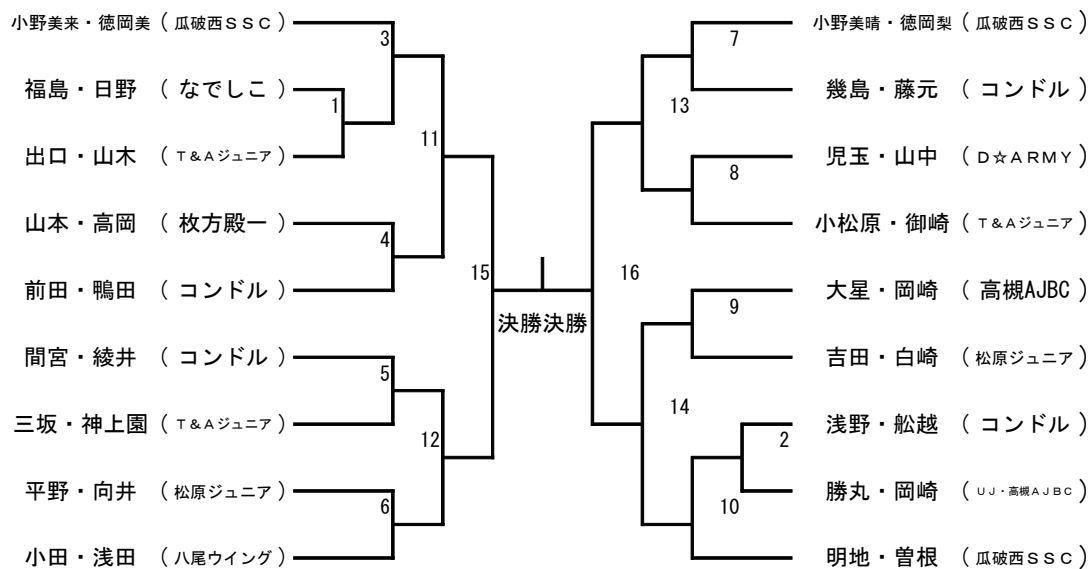 小野美来・徳岡美 ( 瓜破西ＳＳＣ )
福島・日野 ( なでしこ )
出口・山木 ( Ｔ＆Ａジュニア )
山本・高岡 ( 枚方殿一 )
前田・鴨田 ( コンドル )
間宮・綾井 ( コンドル )
三坂・神上園 ( Ｔ＆Ａジュニア )
平野・向井 ( 松原ジュニア )
小田・浅田 ( 八尾ウイング )
3
1
11
4
15
5
12
6
決勝決勝
7
13
8
16
9
14
2
10
小野美晴・徳岡梨 ( 瓜破西ＳＳＣ )
幾島・藤元 ( コンドル )
児玉・山中 ( Ｄ☆ＡＲＭＹ )
小松原・御崎 ( Ｔ＆Ａジュニア )
大星・岡崎 ( 高槻AJBC )
吉田・白崎 ( 松原ジュニア )
浅野・舩越 ( コンドル )
勝丸・岡崎 ( ＵＪ・高槻ＡＪＢＣ )
明地・曽根 ( 瓜破西ＳＳＣ )